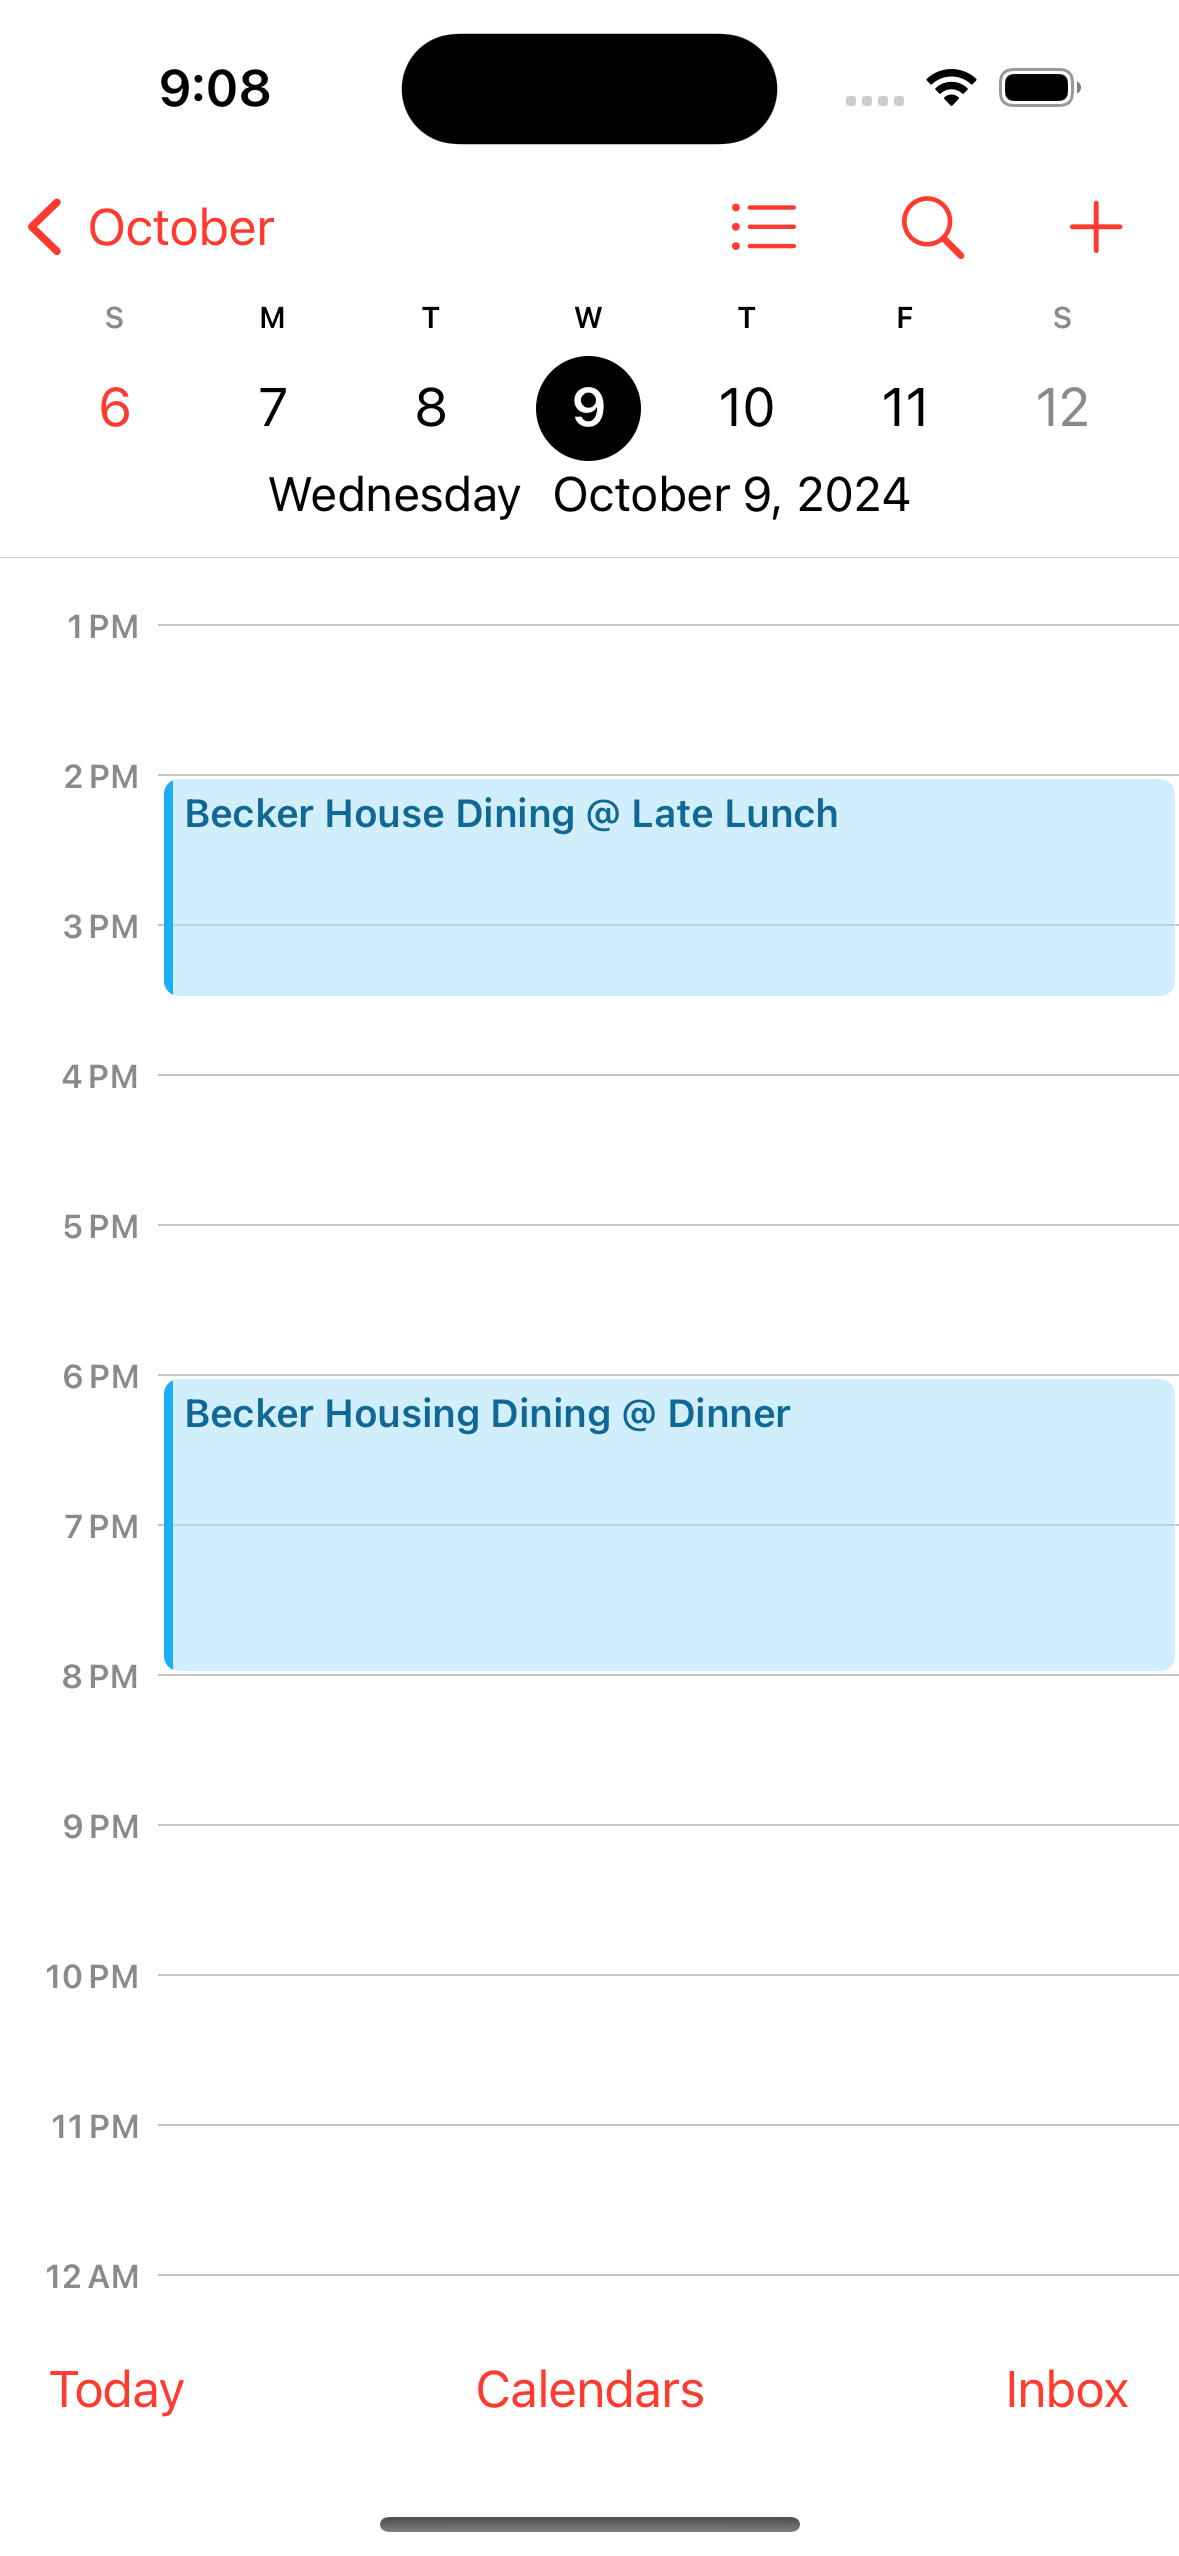 9:08
October
S M T W T F S
6 7 8 9 10 11 12
Wednesday October 9, 2024
1 PM
2 PM
Becker House Dining @ Late Lunch
3 PM
4 PM
5 PM
6 PM
Becker Housing Dining @ Dinner
7 PM
8 PM
9 PM
10 PM
11 PM
12 AM
Today Calendars Inbox